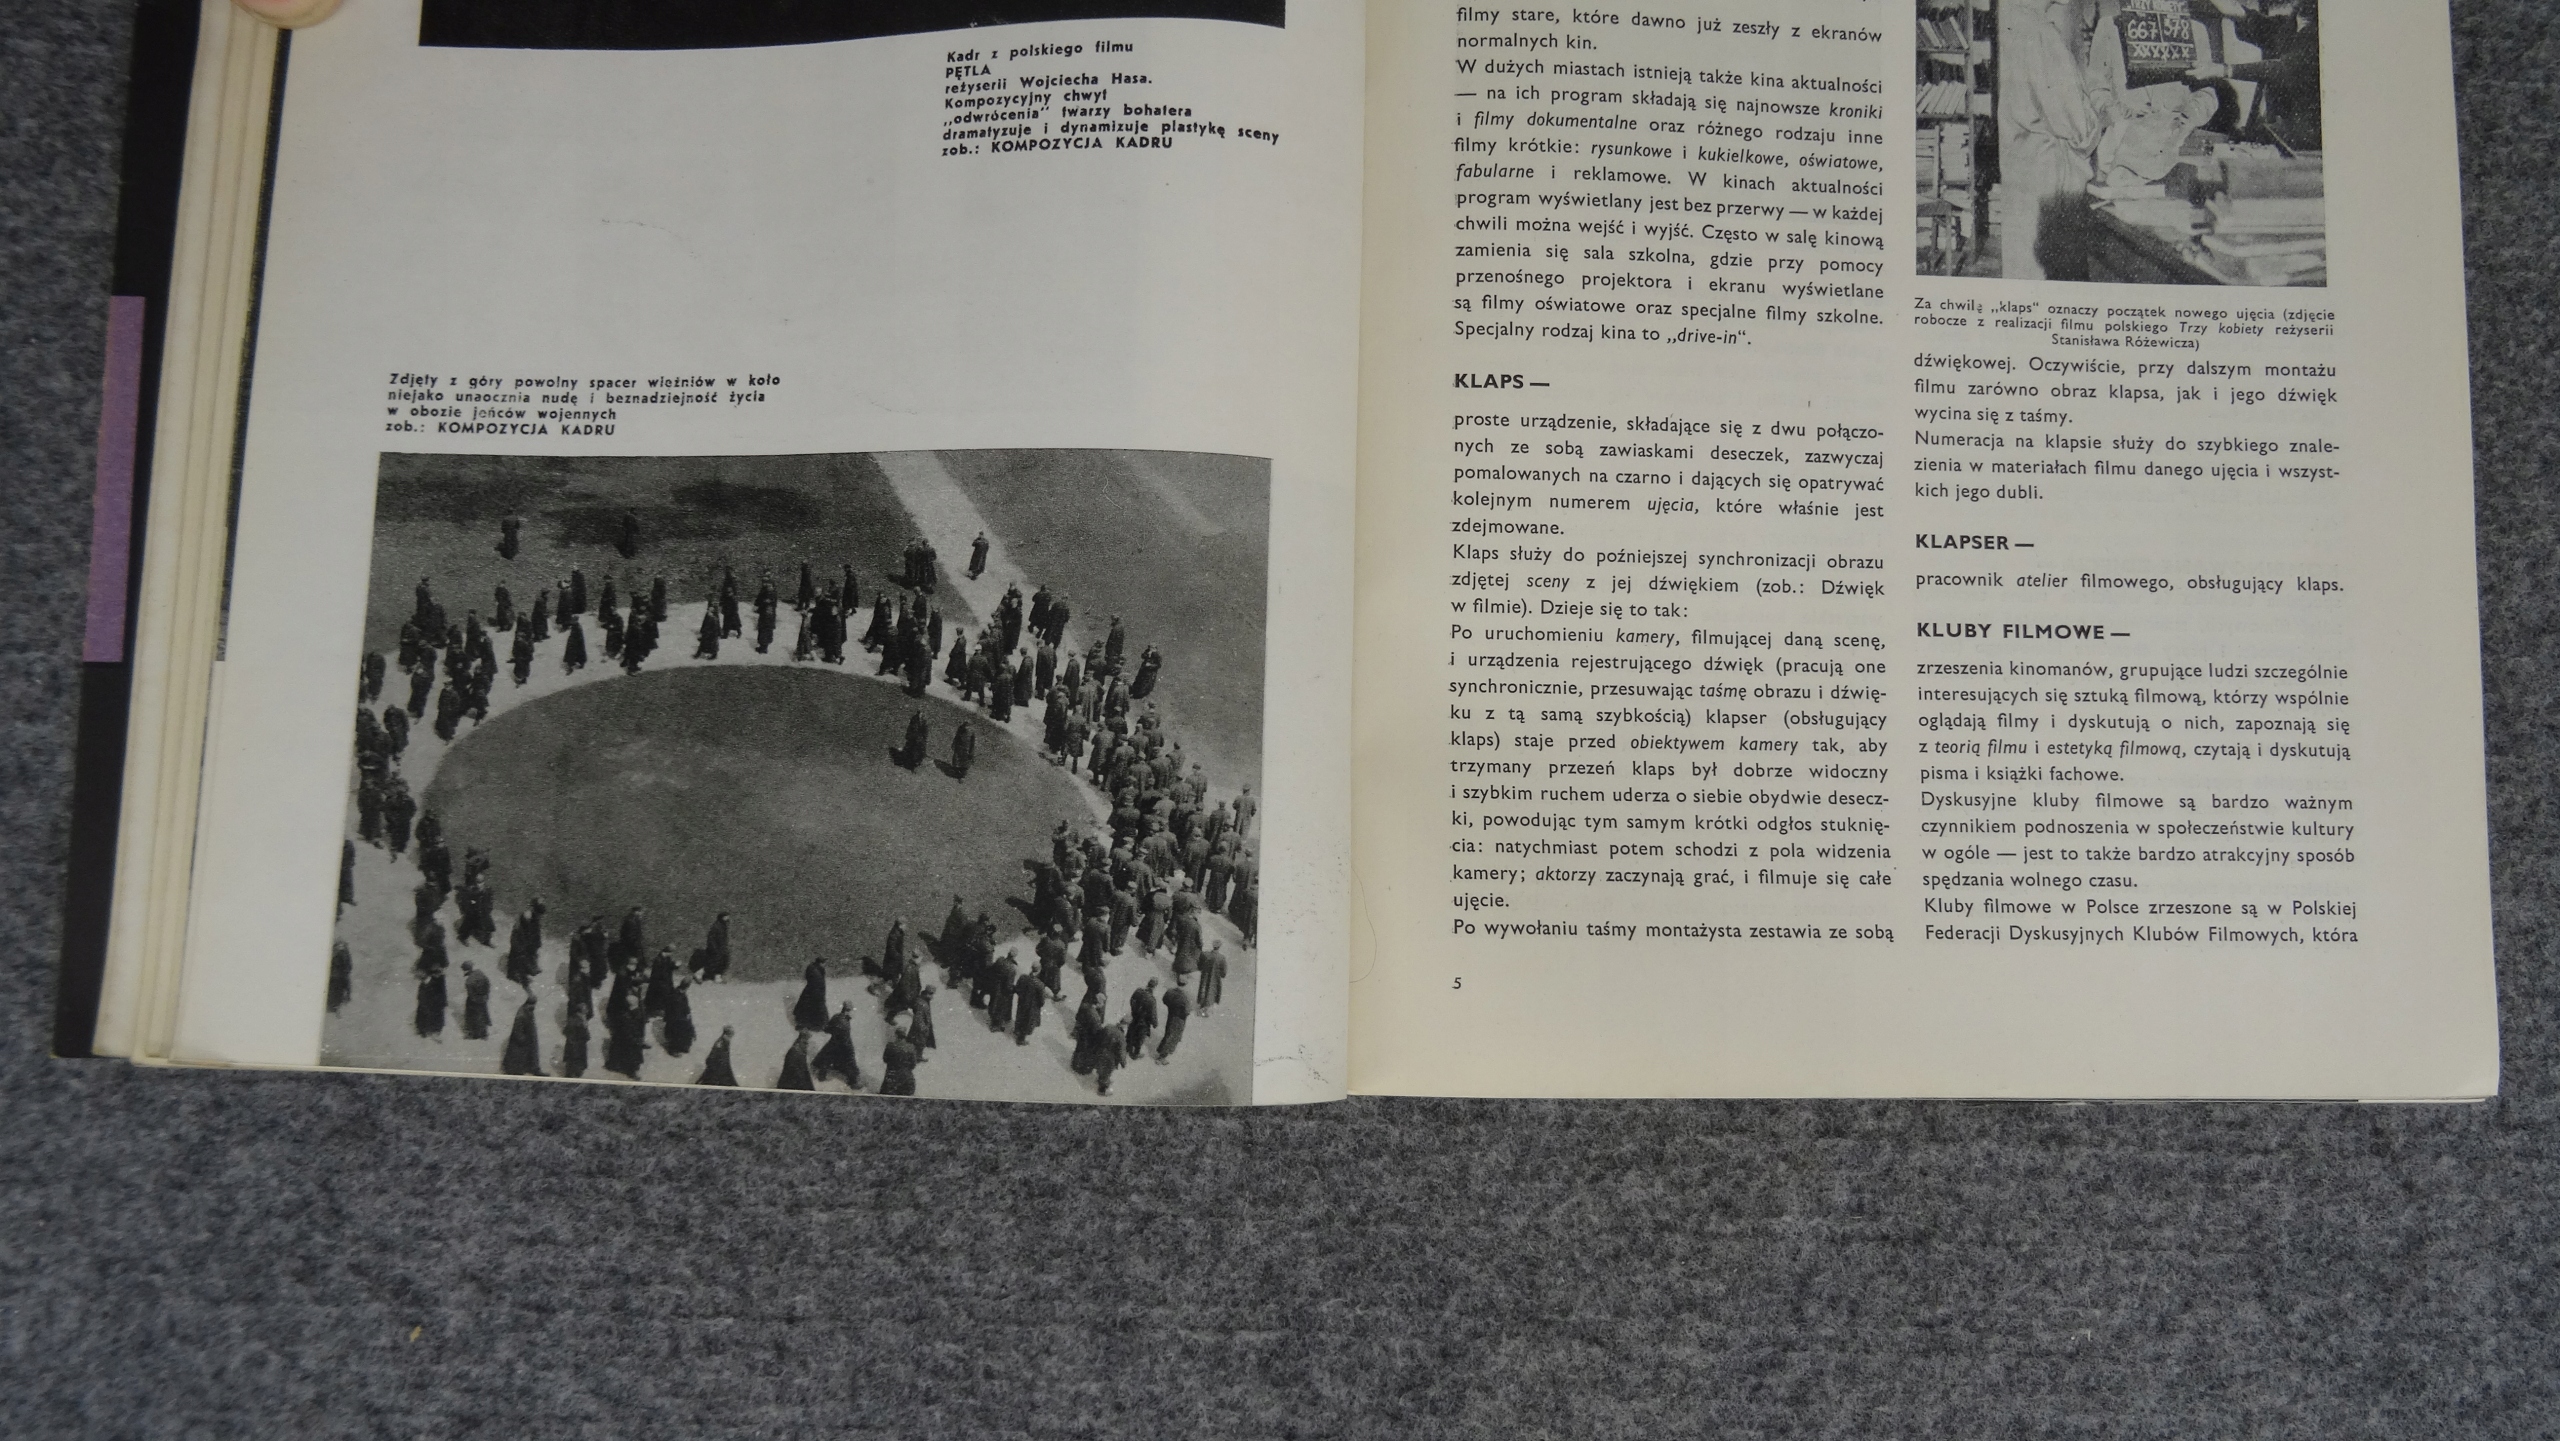 Kadr z polskiego filmu
PĘTLA
reżyserii Wojciecha Hasa.
Kompozycyjny chwyt
„odwrócenia" twarzy bohatera
dramatyzuje i dynamizuje plastykę sceny
zob.: KOMPOZYCJA KADRU
Zdjęty z góry powolny spacer więźniów w koło
niejako unaocznia nudę i beznadziejność życia
w obozie jeńców wojennych
zob.: KOMPOZYCJA KADRU
filmy stare, które dawno już zeszły z ekranów
normalnych kin.
W dużych miastach istnieją także kina aktualności
— na ich program składają się najnowsze kroniki
i filmy dokumentalne oraz różnego rodzaju inne
filmy krótkie: rysunkowe i kukiełkowe, oświatowe,
fabularne i reklamowe. W kinach aktualności
program wyświetlany jest bez przerwy — w każdej
chwili można wejść i wyjść. Często w salę kinową
zamienia się sala szkolna, gdzie przy pomocy
przenośnego projektora i ekranu wyświetlane
są filmy oświatowe oraz specjalne filmy szkolne.
Specjalny rodzaj kina to „drive-in".
KLAPS —
proste urządzenie, składające się z dwu połączo-
nych ze sobą zawiaskami deseczek, zazwyczaj
pomalowanych na czarno i dających się opatrywać
kolejnym numerem ujęcia, które właśnie jest
zdejmowane.
Klaps służy do poźniejszej synchronizacji obrazu
zdjętej sceny z jej dźwiękiem (zob.: Dźwięk
w filmie). Dzieje się to tak:
Po uruchomieniu kamery, filmującej daną scenę,
i urządzenia rejestrującego dźwięk (pracują one
synchronicznie, przesuwając taśmę obrazu i dźwię-
ku z tą samą szybkością) klapser (obsługujący
klaps) staje przed obiektywem kamery tak, aby
trzymany przezeń klaps był dobrze widoczny
i szybkim ruchem uderza o siebie obydwie desecz-
ki, powodując tym samym krótki odgłos stuknię-
cia: natychmiast potem schodzi z pola widzenia
kamery; aktorzy zaczynają grać, i filmuje się całe
ujęcie.
Po wywołaniu taśmy montażysta zestawia ze sobą
5
667 578
XXXXXX
Za chwilę „klaps" oznaczy początek nowego ujęcia (zdjęcie
robocze z realizacji filmu polskiego Trzy kobiety reżyserii
Stanisława Różewicza)
dźwiękowej. Oczywiście, przy dalszym montażu
filmu zarówno obraz klapsa, jak i jego dźwięk
wycina się z taśmy.
Numeracja na klapsie służy do szybkiego znale-
zienia w materiałach filmu danego ujęcia i wszyst-
kich jego dubli.
KLAPSER —
pracownik atelier filmowego, obsługujący klaps.
KLUBY FILMOWE —
zrzeszenia kinomanów, grupujące ludzi szczególnie
interesujących się sztuką filmową, którzy wspólnie
oglądają filmy i dyskutują o nich, zapoznają się
z teorią filmu i estetyką filmową, czytają i dyskutują
pisma i książki fachowe.
Dyskusyjne kluby filmowe są bardzo ważnym
czynnikiem podnoszenia w społeczeństwie kultury
w ogóle — jest to także bardzo atrakcyjny sposób
spędzania wolnego czasu.
Kluby filmowe w Polsce zrzeszone są w Polskiej
Federacji Dyskusyjnych Klubów Filmowych, która